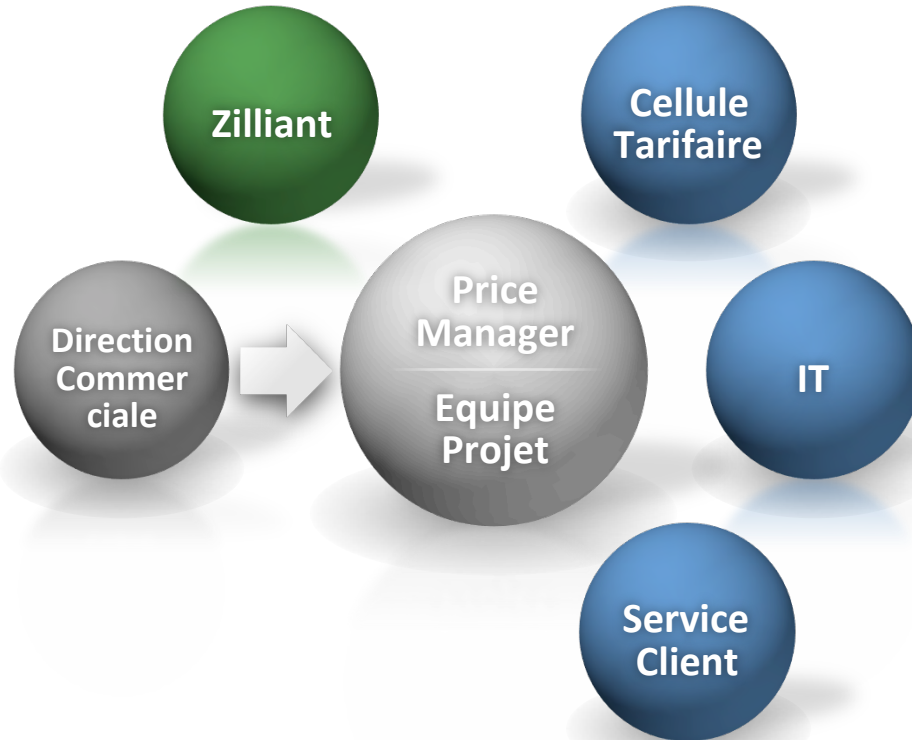 Zilliant
Cellule
Tarifaire
Direction
Commer
ciale
Price
Manager
Equipe
Projet
IT
Service
Client